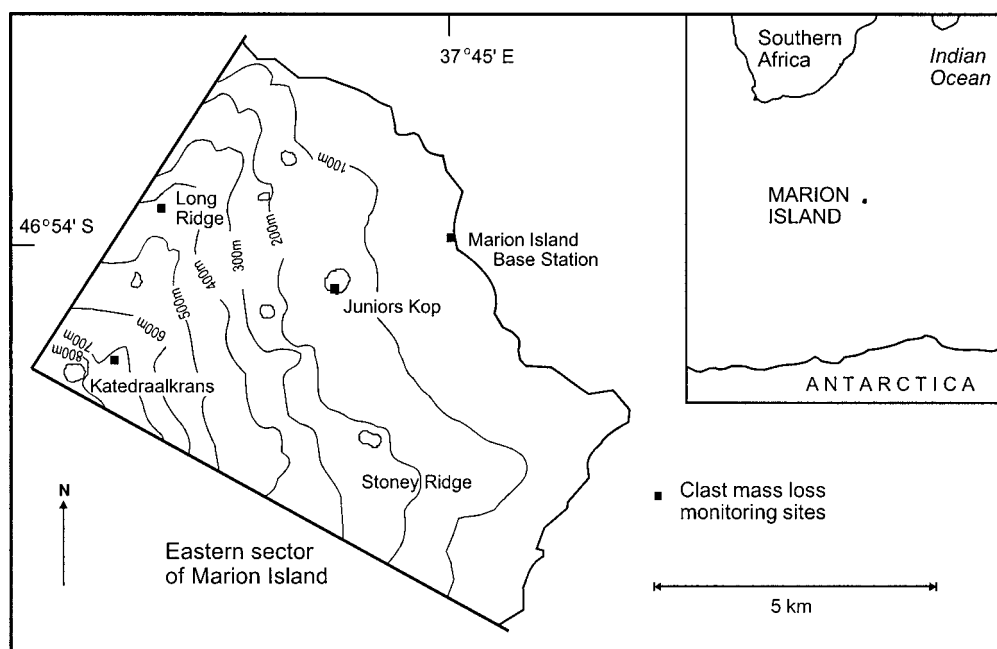 37°45' E
Southern
Africa
Indian
Ocean
100m
Long
Ridge
MARION
ISLAND
46°54' S
200m
Marion Island
Base Station
300m
400m
500m
Juniors Kop
600m
700m
800m
Katedraalkrans
ANTARCTICA
Stoney Ridge
N
Clast mass loss
monitoring sites
Eastern sector
of Marion Island
5 km